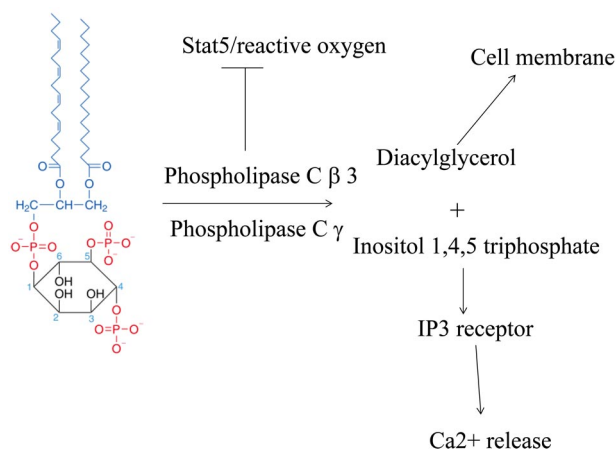 Stat5/reactive oxygen
Cell membrane
Phospholipase C β 3
Phospholipase C γ
Diacylglycerol
+
Inositol 1,4,5 triphosphate
IP3 receptor
Ca2+ release
O O
O O
H₂C—CH—CH₂
O O⁻
O⁻—P=O O—P—O⁻
O O
6 5
OH
OH OH
1 4
2 3
O
O=P—O⁻
O⁻